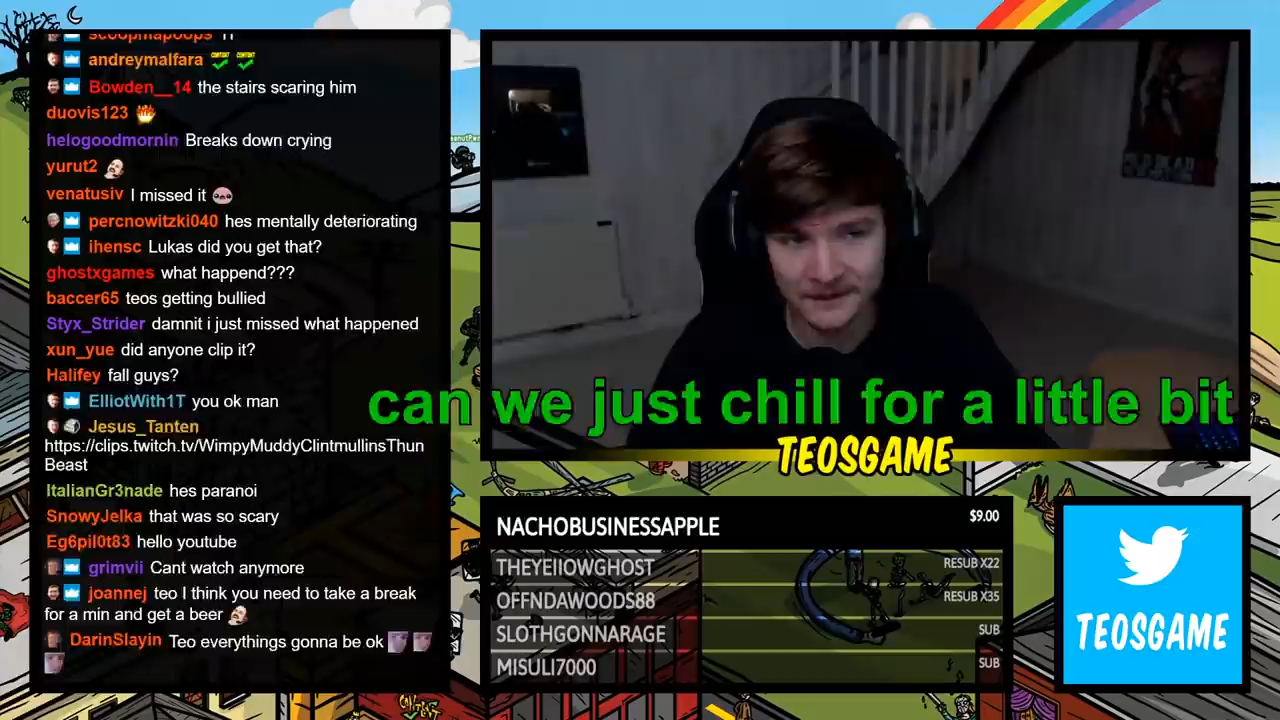 andreymalfara
Bowden__14 the stairs scaring him
duovis123
helogoodmornin Breaks down crying
yurut2
venatusiv I missed it
percnowitzki040 hes mentally deteriorating
ihensc Lukas did you get that?
ghostxgames what happend???
baccer65 teos getting bullied
Styx_Strider damnit i just missed what happened
xun_yue did anyone clip it?
Halifey fall guys?
ElliotWith1T you ok man
Jesus_Tanten
https://clips.twitch.tv/WimpyMuddyClintmullinsThun
Beast
ItalianGr3nade hes paranoi
SnowyJelka that was so scary
Eg6pil0t83 hello youtube
grimvii Cant watch anymore
joannej teo I think you need to take a break
for a min and get a beer
DarinSlayin Teo everythings gonna be ok
can we just chill for a little bit
TEOSGAME
NACHOBUSINESSAPPLE $9.00
THEYEIIOWGHOST RESUB X22
OFFNDAWOODS88 RESUB X35
SLOTHGONNARAGE SUB
MISULI7000 SUB
TEOSGAME